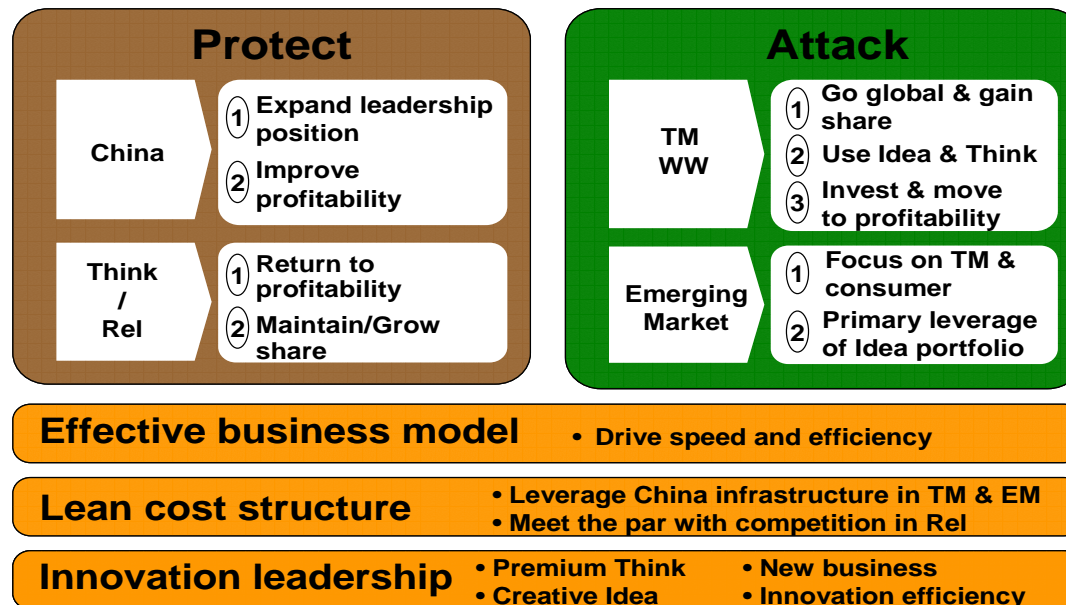 Protect
China
1 Expand leadership
position
2 Improve
profitability
Think
/
Rel
1 Return to
profitability
2 Maintain/Grow
share
Attack
TM
WW
1 Go global & gain
share
2 Use Idea & Think
3 Invest & move
to profitability
Emerging
Market
1 Focus on TM &
consumer
2 Primary leverage
of Idea portfolio
Effective business model
• Drive speed and efficiency
Lean cost structure
• Leverage China infrastructure in TM & EM
• Meet the par with competition in Rel
Innovation leadership
• Premium Think
• Creative Idea
• New business
• Innovation efficiency